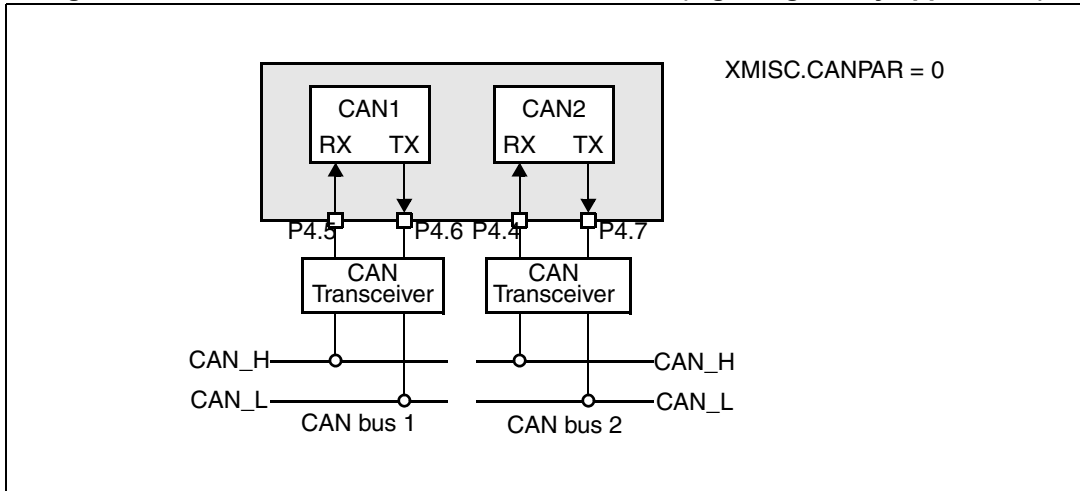 XMISC.CANPAR = 0
CAN1
CAN2
RX TX
RX TX
P4.5
P4.6
P4.4
P4.7
CAN
Transceiver
CAN
Transceiver
CAN_H
CAN_H
CAN_L
CAN_L
CAN bus 1
CAN bus 2